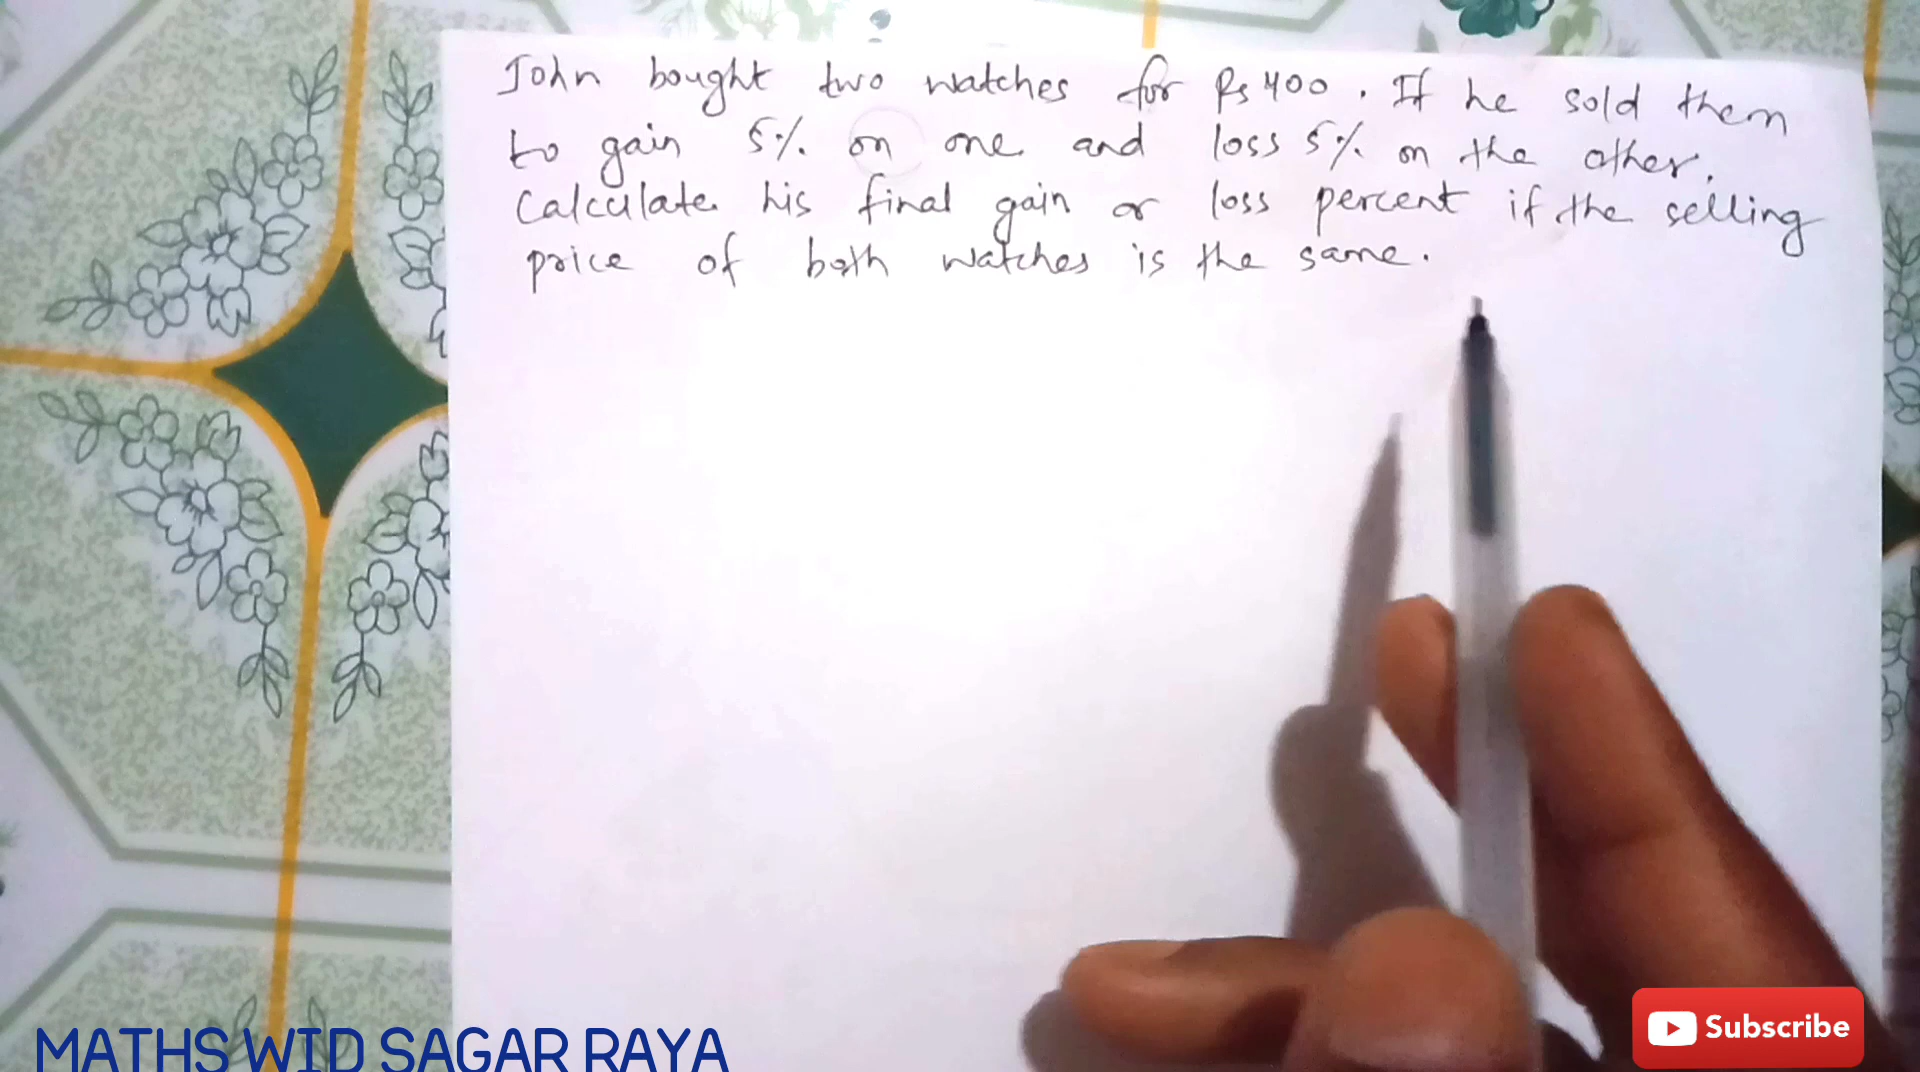 John bought two watches for Rs 400. If he sold them
to gain 5% on one and loss 5% on the other.
Calculate his final gain or loss percent if the selling
price of both watches is the same.
MATHS WID SAGAR RAYA
Subscribe